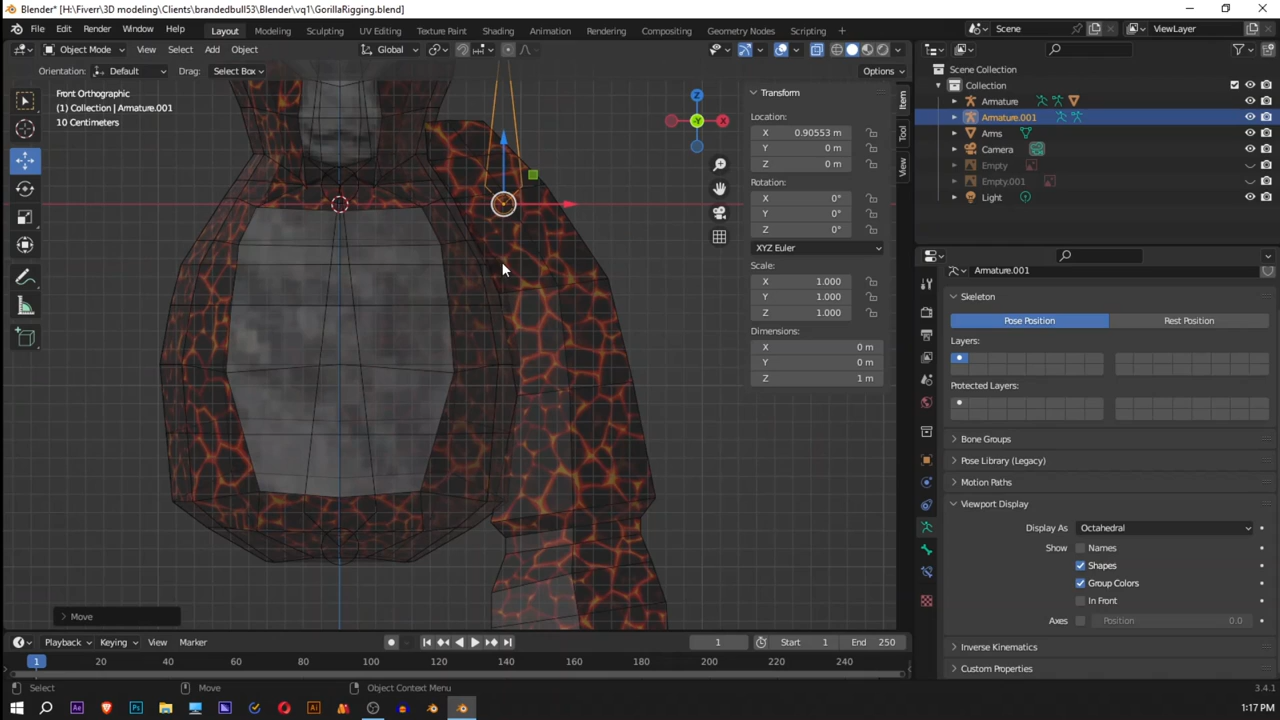 Blender* [H:\Fiverr\3D modeling\Clients\brandedbull53\Blender\vq1\GorillaRigging.blend]
File Edit Render Window Help Layout Modeling Sculpting UV Editing Texture Paint Shading Animation Rendering Compositing Geometry Nodes Scripting Scene ViewLayer
Object Mode View Select Add Object Global
Orientation: Default Drag: Select Box Options
Front Orthographic
(1) Collection | Armature.001
10 Centimeters
Z
X
-Y
Transform
Location:
X 0.90553 m
Y 0 m
Z 0 m
Rotation:
X 0°
Y 0°
Z 0°
XYZ Euler
Scale:
X 1.000
Y 1.000
Z 1.000
Dimensions:
X 0 m
Y 0 m
Z 1 m
Item
Tool
View
Scene Collection
Collection
Armature
Armature.001
Arms
Camera
Empty
Empty.001
Light
Armature.001
Skeleton
Pose Position Rest Position
Layers:
Protected Layers:
Bone Groups
Pose Library (Legacy)
Motion Paths
Viewport Display
Display As Octahedral
Show Names
Shapes
Group Colors
In Front
Axes Position 0.0
Inverse Kinematics
Custom Properties
Move
Playback Keying View Marker 1 Start 1 End 250
1 20 40 60 80 100 120 140 160 180 200 220 240
Select Move Object Context Menu 3.4.1
1:17 PM